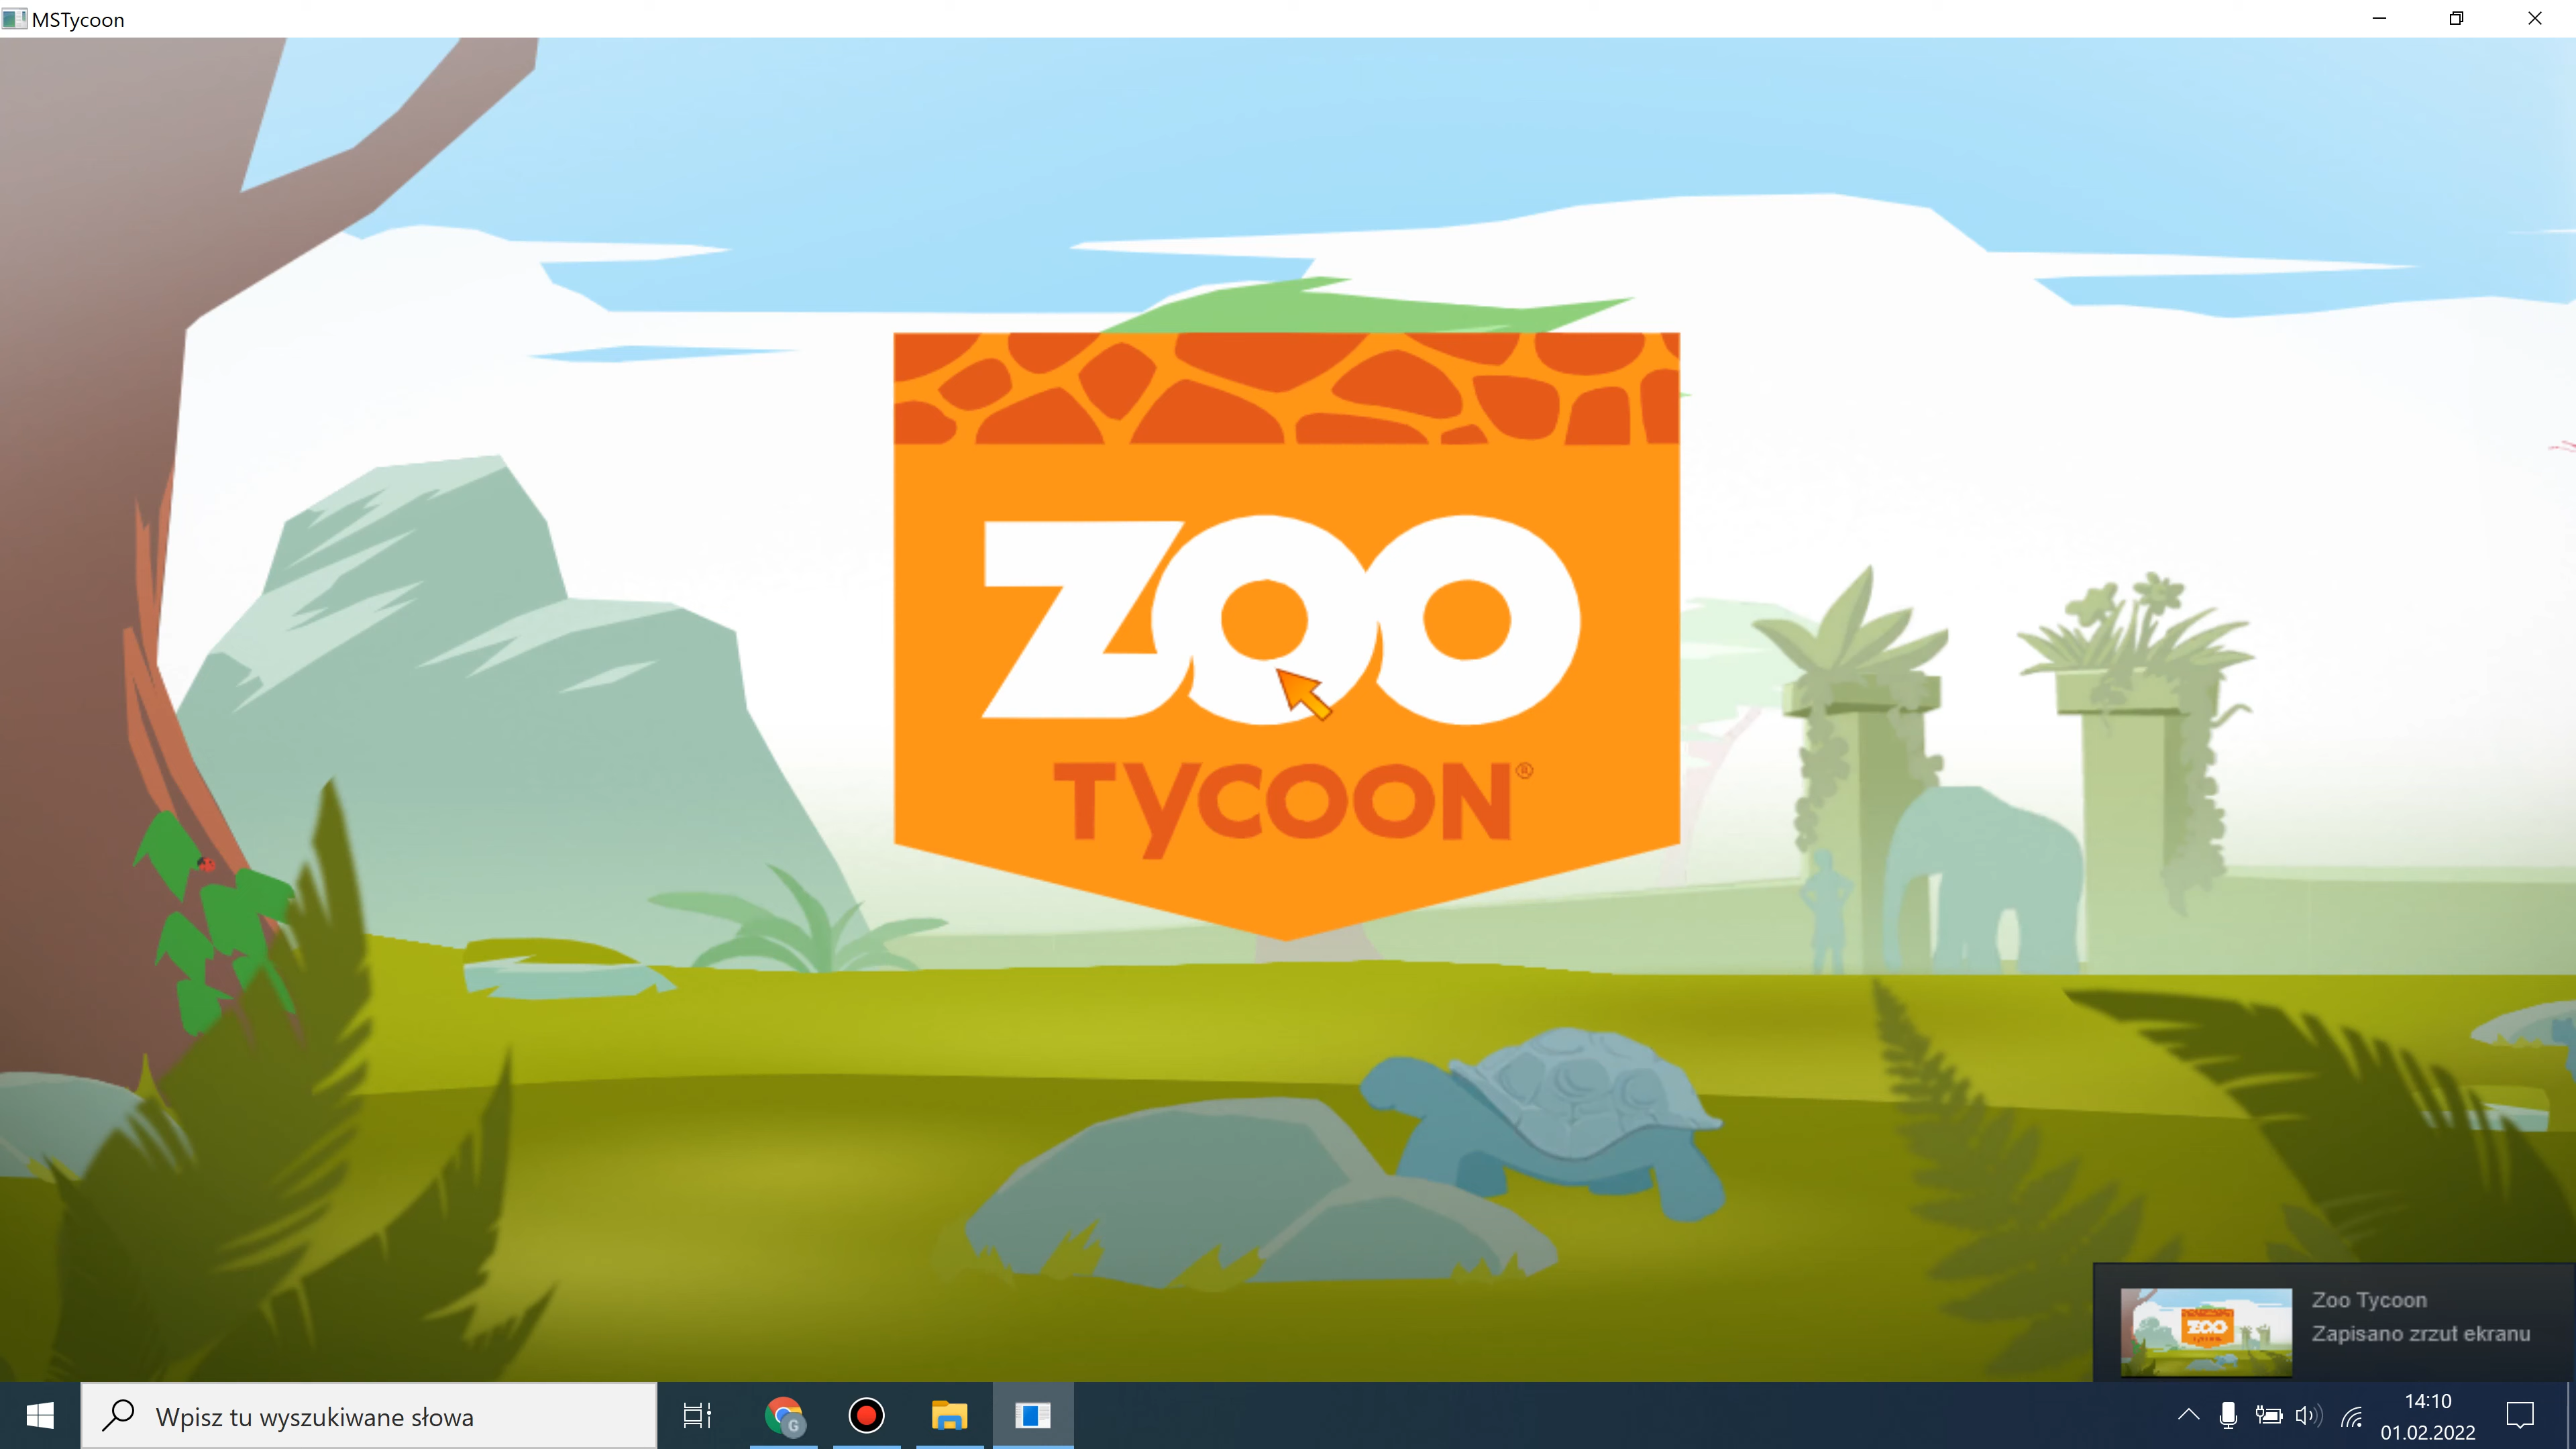 MSTycoon
ZOO
TYCOON®
Zoo Tycoon
Zapisano zrzut ekranu
Wpisz tu wyszukiwane słowa
G
14:10
01.02.2022